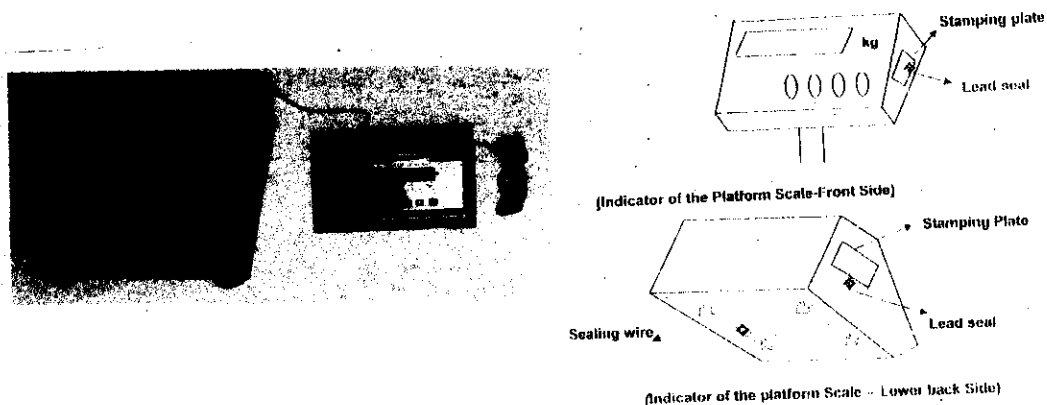 Stamping plate
kg
Lead seal
(Indicator of the Platform Scale-Front Side)
Stamping Plate
Sealing wire
Lead seal
(Indicator of the platform Scale - Lower back Side)